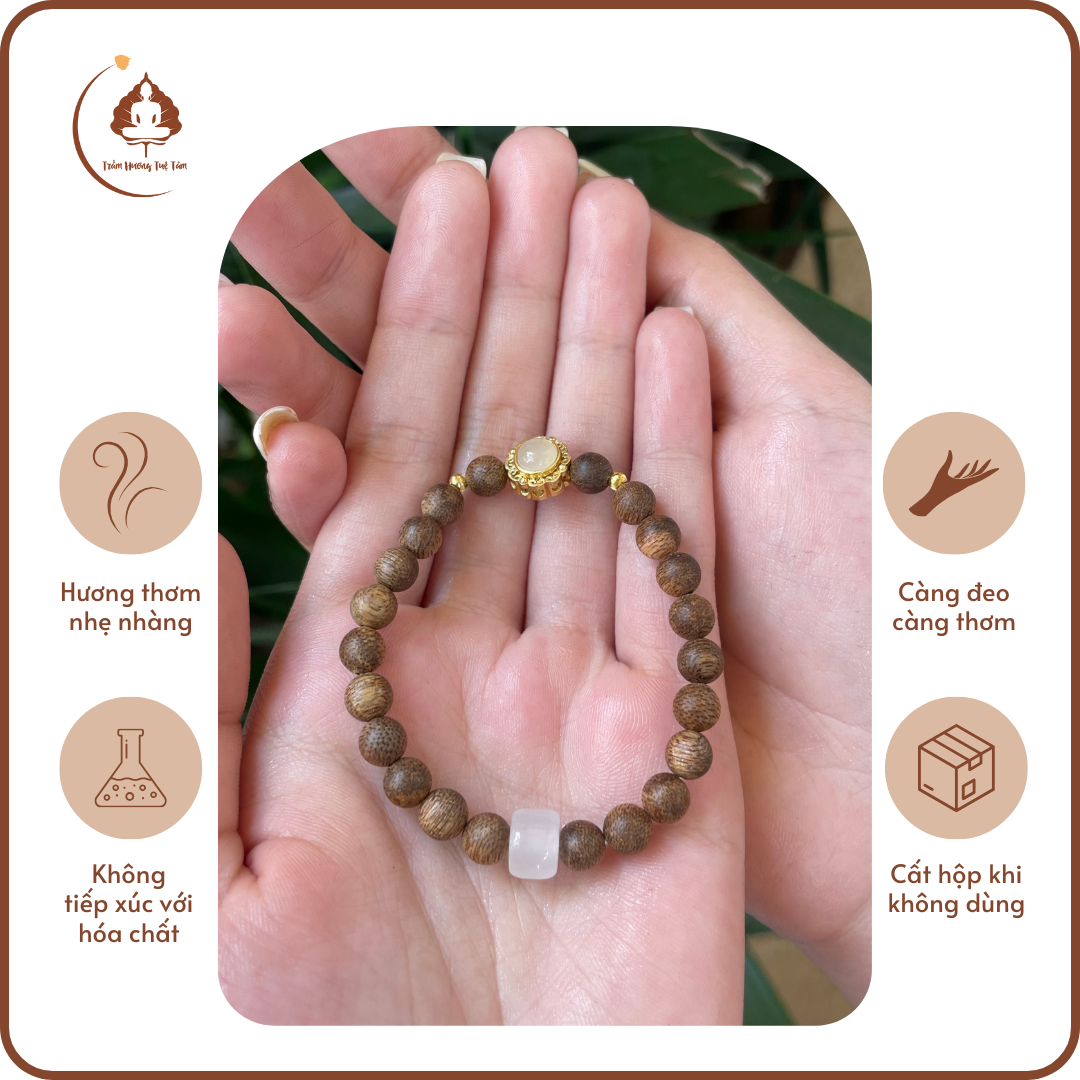 Trầm Hương Tuệ Tâm
Hương thơm
nhẹ nhàng
Càng đeo
càng thơm
Không
tiếp xúc với
hóa chất
Cất hộp khi
không dùng